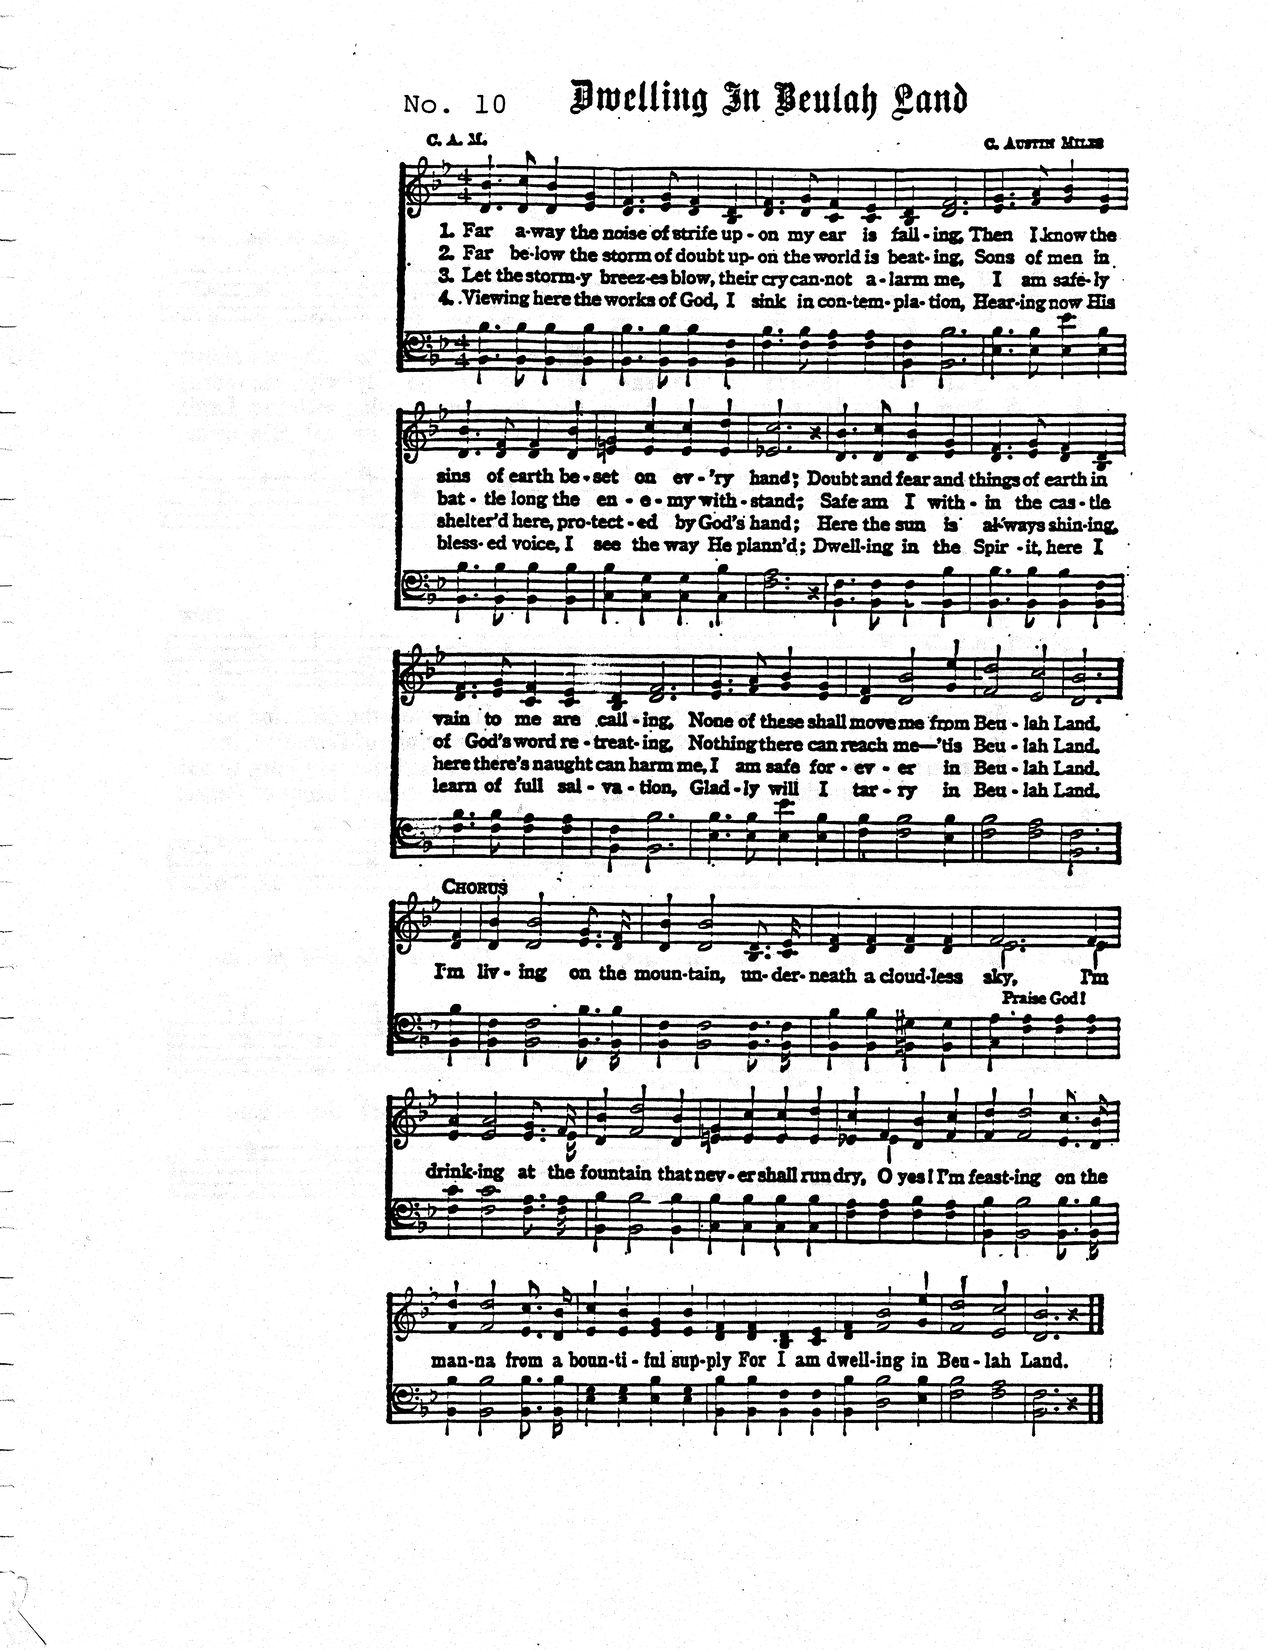 No. 10 Dwelling In Beulah Land
C. A. M. C. Austin Miles
1. Far a-way the noise of strife up-on my ear is fall-ing, Then I know the
2. Far be-low the storm of doubt up-on the world is beat-ing, Sons of men in
3. Let the storm-y breez-es blow, their cry can-not a-larm me, I am safe-ly
4. Viewing here the works of God, I sink in con-tem-pla-tion, Hear-ing now His
sins of earth be-set on ev-'ry hand; Doubt and fear and things of earth in
bat-tle long the en-e-my with-stand; Safe am I with-in the cas-tle
shelter'd here, pro-tect-ed by God's hand; Here the sun is always shin-ing,
bless-ed voice, I see the way He plann'd; Dwell-ing in the Spir-it, here I
vain to me are call-ing, None of these shall move me from Beu-lah Land.
of God's word re-treat-ing, Nothing there can reach me—'tis Beu-lah Land.
here there's naught can harm me, I am safe for-ev-er in Beu-lah Land.
learn of full sal-va-tion, Glad-ly will I tar-ry in Beu-lah Land.
Chorus
I'm liv-ing on the moun-tain, un-der-neath a cloud-less sky, I'm
Praise God!
drink-ing at the fountain that nev-er shall run dry, O yes! I'm feast-ing on the
man-na from a boun-ti-ful sup-ply For I am dwell-ing in Beu-lah Land.